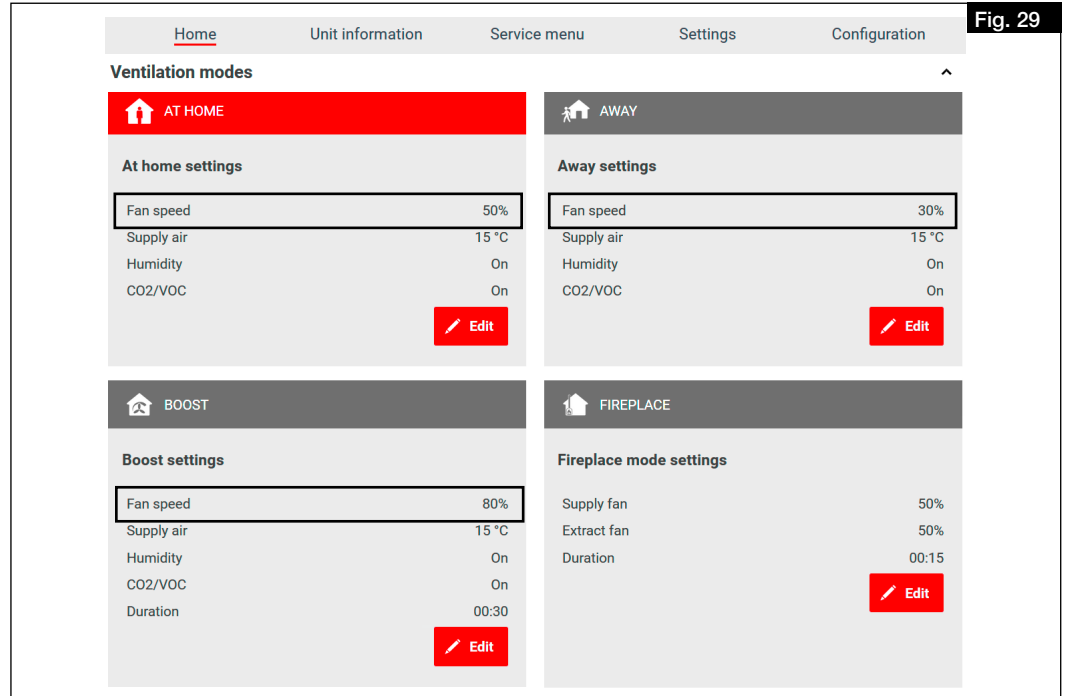 Fig. 29
Home Unit information Service menu Settings Configuration
Ventilation modes
AT HOME
At home settings
Fan speed 50%
Supply air 15 °C
Humidity On
CO2/VOC On
Edit
AWAY
Away settings
Fan speed 30%
Supply air 15 °C
Humidity On
CO2/VOC On
Edit
BOOST
Boost settings
Fan speed 80%
Supply air 15 °C
Humidity On
CO2/VOC On
Duration 00:30
Edit
FIREPLACE
Fireplace mode settings
Supply fan 50%
Extract fan 50%
Duration 00:15
Edit